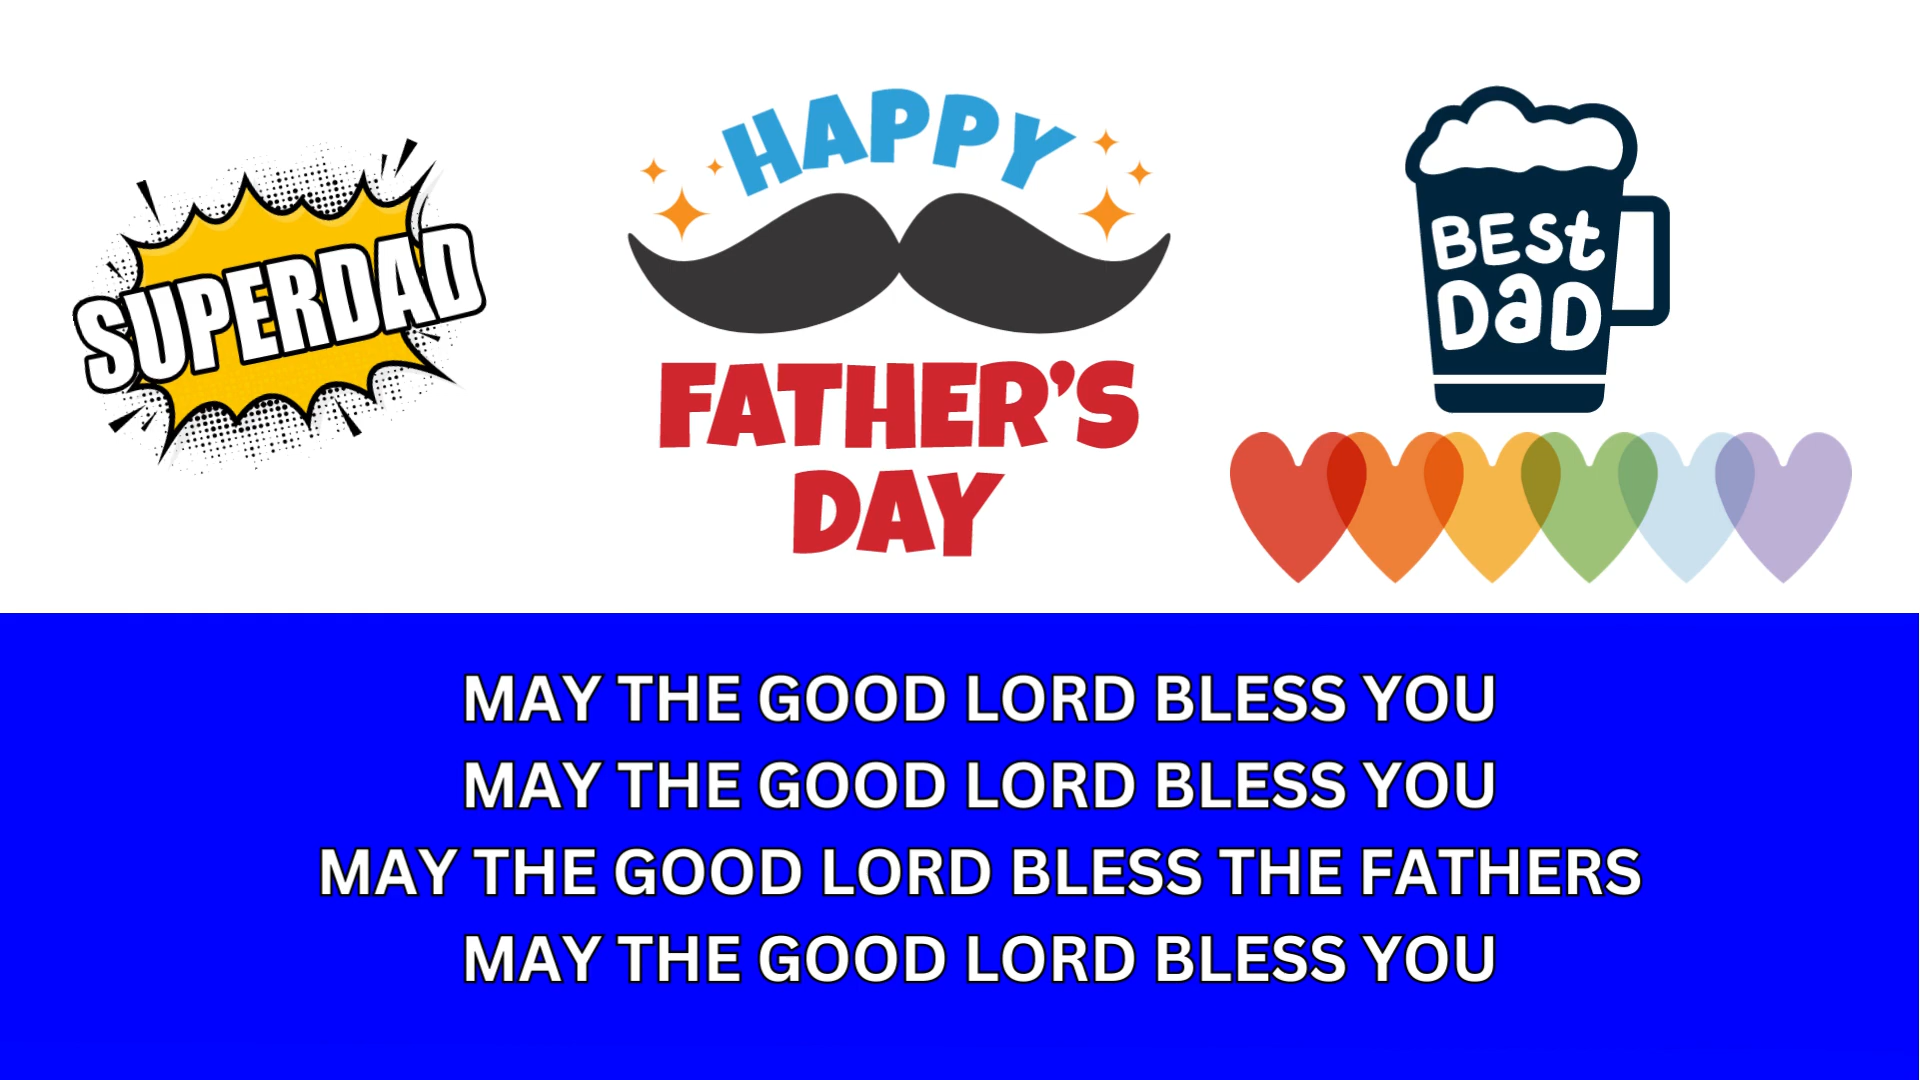 SUPERDAD
HAPPY
FATHER'S
DAY
BEST
DaD
MAY THE GOOD LORD BLESS YOU
MAY THE GOOD LORD BLESS YOU
MAY THE GOOD LORD BLESS THE FATHERS
MAY THE GOOD LORD BLESS YOU